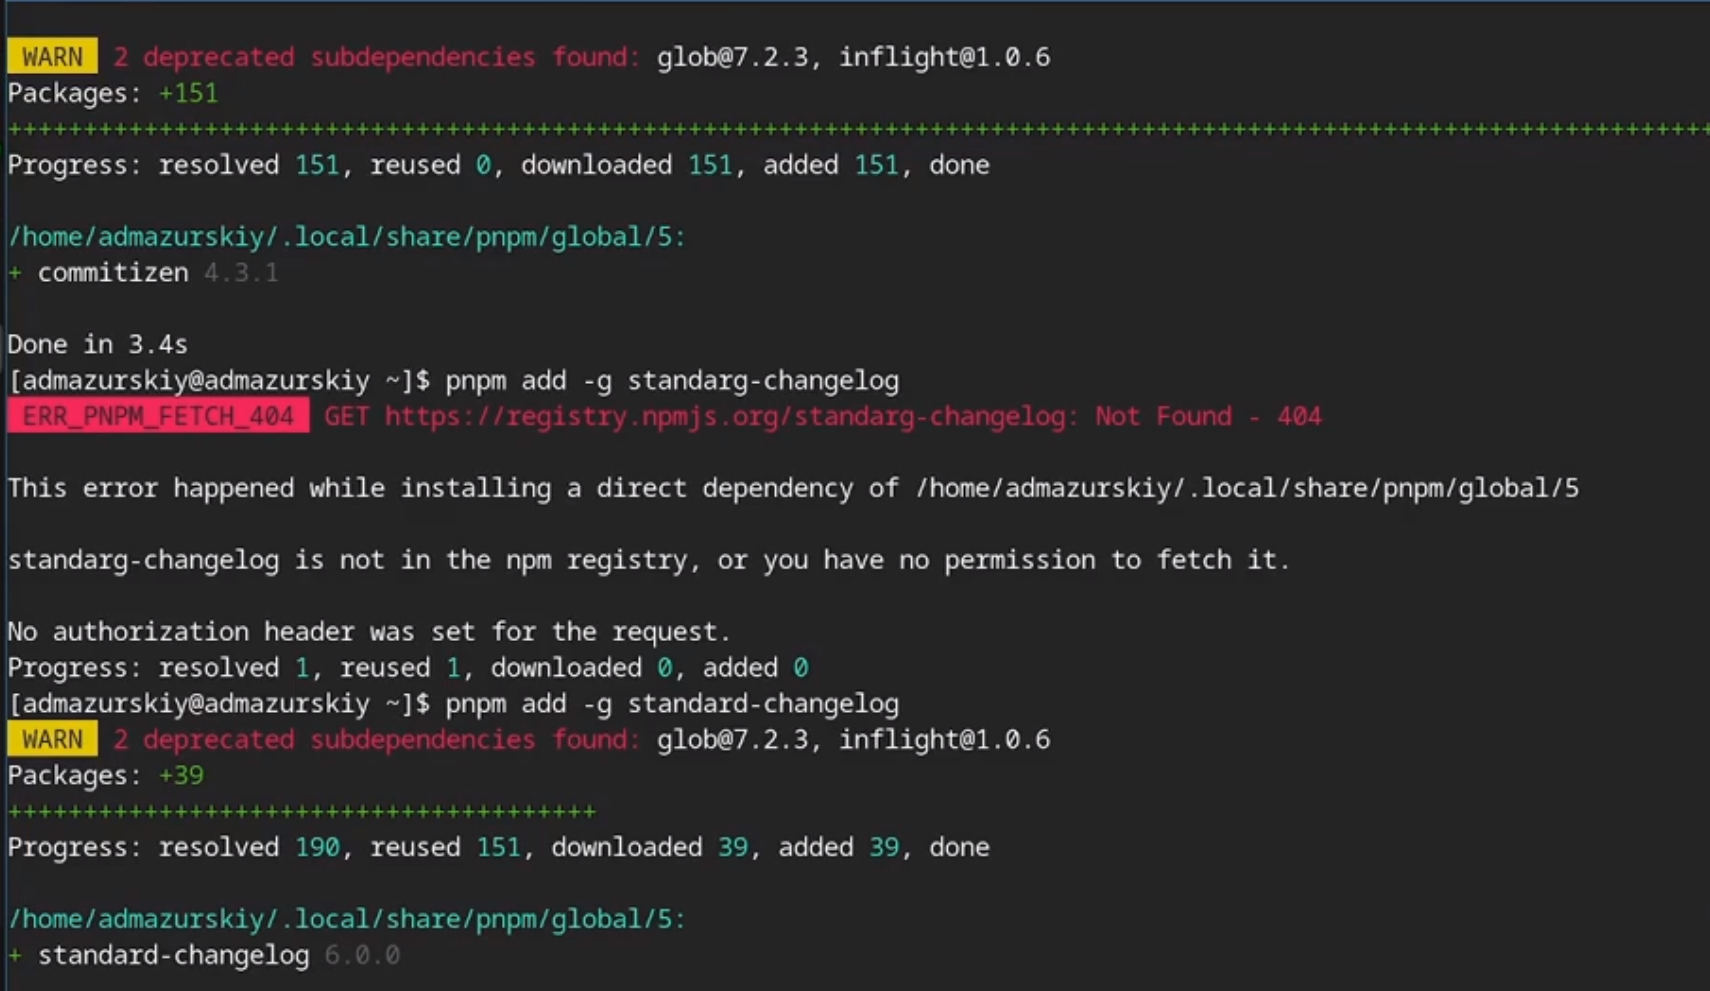 WARN 2 deprecated subdependencies found: glob@7.2.3, inflight@1.0.6
Packages: +151
+++++++++++++++++++++++++++++++++++++++++++++++++++++++++++++++++++++++++++++++++++++++++++++++++++++++++++++++++
Progress: resolved 151, reused 0, downloaded 151, added 151, done
/home/admazurskiy/.local/share/pnpm/global/5:
+ commitizen 4.3.1
Done in 3.4s
[admazurskiy@admazurskiy ~]$ pnpm add -g standarg-changelog
ERR_PNPM_FETCH_404 GET https://registry.npmjs.org/standarg-changelog: Not Found - 404
This error happened while installing a direct dependency of /home/admazurskiy/.local/share/pnpm/global/5
standarg-changelog is not in the npm registry, or you have no permission to fetch it.
No authorization header was set for the request.
Progress: resolved 1, reused 1, downloaded 0, added 0
[admazurskiy@admazurskiy ~]$ pnpm add -g standard-changelog
WARN 2 deprecated subdependencies found: glob@7.2.3, inflight@1.0.6
Packages: +39
+++++++++++++++++++++++++++++++++++++++
Progress: resolved 190, reused 151, downloaded 39, added 39, done
/home/admazurskiy/.local/share/pnpm/global/5:
+ standard-changelog 6.0.0